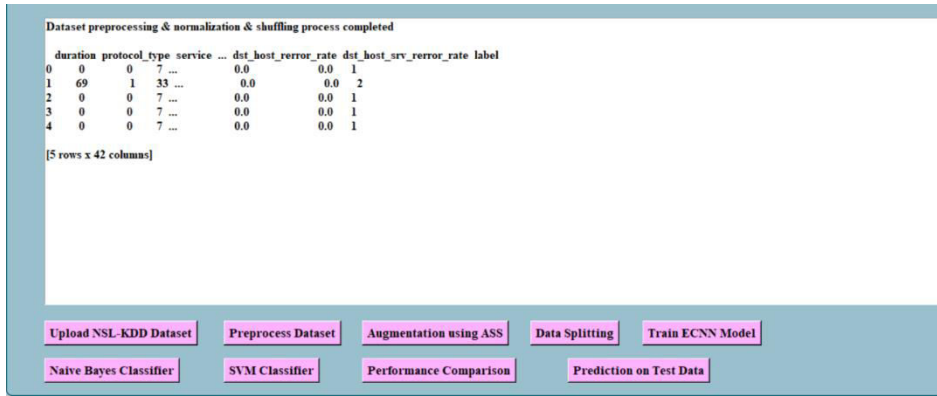 Dataset preprocessing & normalization & shuffling process completed
duration protocol_type service ... dst_host_rerror_rate dst_host_srv_rerror_rate label
0 0 0 7 ... 0.0 0.0 1
1 69 1 33 ... 0.0 0.0 2
2 0 0 7 ... 0.0 0.0 1
3 0 0 7 ... 0.0 0.0 1
4 0 0 7 ... 0.0 0.0 1
[5 rows x 42 columns]
Upload NSL-KDD Dataset Preprocess Dataset Augmentation using ASS Data Splitting Train ECNN Model
Naive Bayes Classifier SVM Classifier Performance Comparison Prediction on Test Data